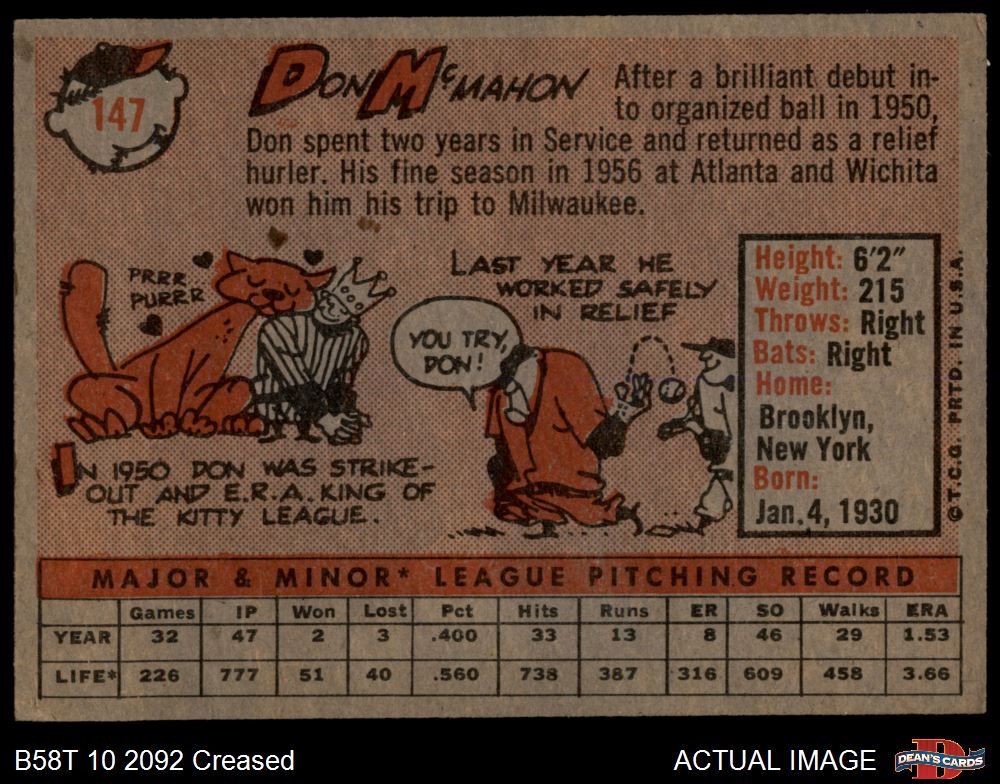 147
DON McMAHON
After a brilliant debut in-
to organized ball in 1950,
Don spent two years in Service and returned as a relief
hurler. His fine season in 1956 at Atlanta and Wichita
won him his trip to Milwaukee.
PRRR
PURRR
IN 1950 DON WAS STRIKE-
OUT AND E.R.A. KING OF
THE KITTY LEAGUE.
LAST YEAR HE
WORKED SAFELY
IN RELIEF
YOU TRY,
DON!
Height: 6'2"
Weight: 215
Throws: Right
Bats: Right
Home:
Brooklyn,
New York
Born:
Jan. 4, 1930
© T.C.G. PRTD. IN U.S.A.
MAJOR & MINOR* LEAGUE PITCHING RECORD
Games IP Won Lost Pct Hits Runs ER SO Walks ERA
YEAR 32 47 2 3 .400 33 13 8 46 29 1.53
LIFE* 226 777 51 40 .560 738 387 316 609 458 3.66
B58T 10 2092 Creased
ACTUAL IMAGE
D
DEAN'S CARDS